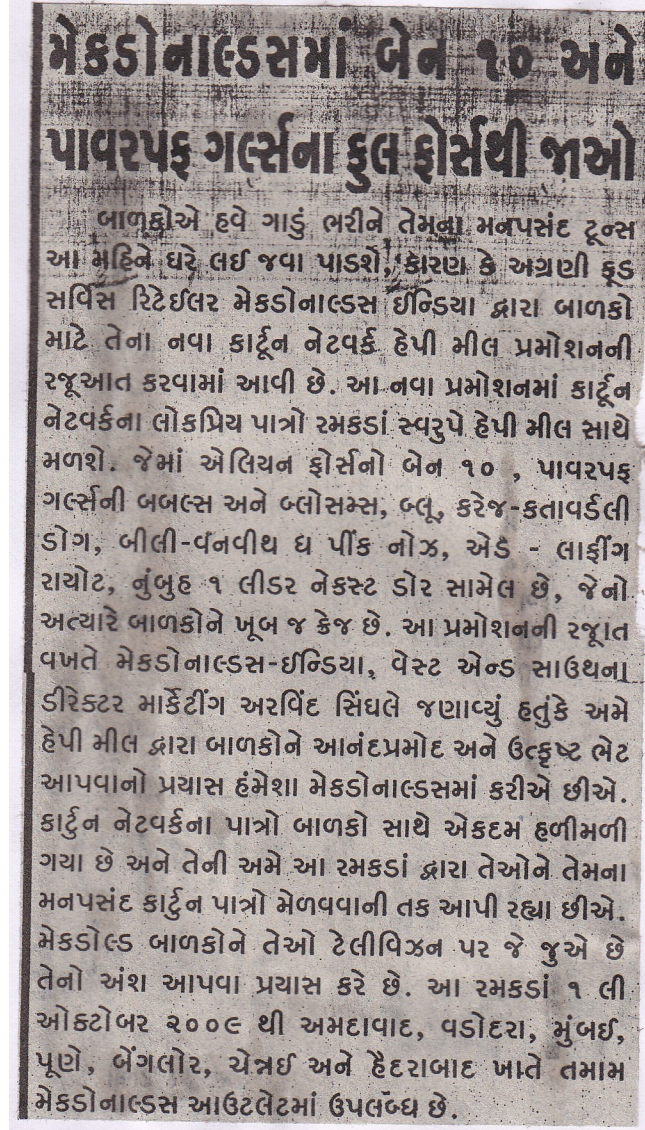 મેકડોનાલ્ડસમાં બેન ૧૦ અને
પાવરપફ ગર્લ્સના ફુલ ફોર્સથી જાઓ
બાળકોએ હવે ગાડું ભરીને તેમના મનપસંદ ટૂન્સ
આ મહિને ઘરે લઈ જવા પાડશે, કારણ કે અગ્રણી ફૂડ
સર્વિસ રિટેઈલર મેકડોનાલ્ડસ ઈન્ડિયા દ્વારા બાળકો
માટે તેના નવા કાર્ટૂન નેટવર્ક હેપી મીલ પ્રમોશનની
રજૂઆત કરવામાં આવી છે. આ નવા પ્રમોશનમાં કાર્ટૂન
નેટવર્કના લોકપ્રિય પાત્રો રમકડાં સ્વરુપે હેપી મીલ સાથે
મળશે. જેમાં એલિયન ફોર્સનો બેન ૧૦ , પાવરપફ
ગર્લ્સની બબલ્સ અને બ્લોસમ્સ, બ્લૂ, કરેજ-કતાવર્ડલી
ડોગ, બીલી-વનવીથ ધ પીંક નોઝ, એડ - લાફીંગ
રાયોટ, નુંબુહ ૧ લીડર નેકસ્ટ ડોર સામેલ છે, જેનો
અત્યારે બાળકોને ખૂબ જ ક્રેજ છે. આ પ્રમોશનની રજૂાત
વખતે મેકડોનાલ્ડસ-ઈન્ડિયા, વેસ્ટ એન્ડ સાઉથના
ડીરેક્ટર માર્કેટીંગ અરવિંદ સિંઘલે જણાવ્યું હતુંકે અમે
હેપી મીલ દ્વારા બાળકોને આનંદપ્રમોદ અને ઉત્કૃષ્ટ ભેટ
આપવાનો પ્રયાસ હંમેશા મેકડોનાલ્ડસમાં કરીએ છીએ.
કાર્ટુન નેટવર્કના પાત્રો બાળકો સાથે એકદમ હળીમળી
ગયા છે અને તેની અમે આ રમકડાં દ્વારા તેઓને તેમના
મનપસંદ કાર્ટુન પાત્રો મેળવવાની તક આપી રહ્યા છીએ.
મેકડોલ્ડ બાળકોને તેઓ ટેલીવિઝન પર જે જુએ છે
તેનો અંશ આપવા પ્રયાસ કરે છે. આ રમકડાં ૧ લી
ઓક્ટોબર ૨૦૦૯ થી અમદાવાદ, વડોદરા, મુંબઈ,
પૂણે, બેંગલોર, ચેન્નઈ અને હૈદરાબાદ ખાતે તમામ
મેકડોનાલ્ડસ આઉટલેટમાં ઉપલબ્ધ છે.